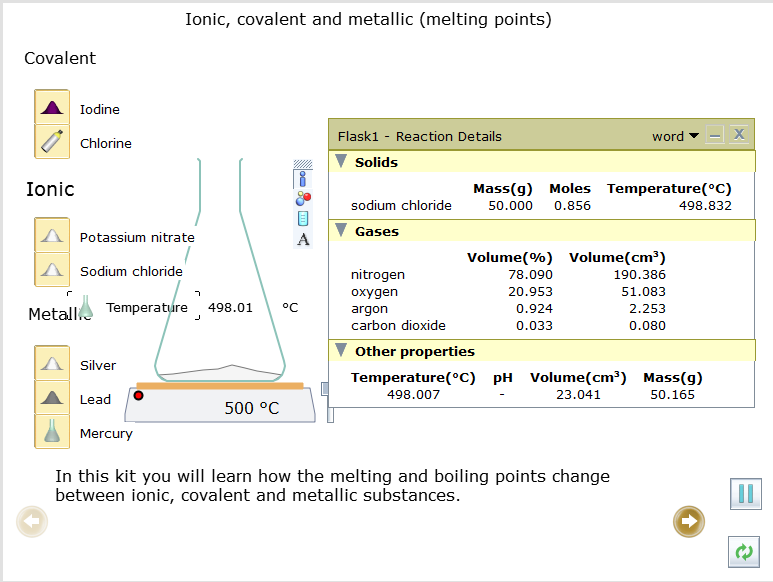 Ionic, covalent and metallic (melting points)
Covalent
Iodine
Chlorine
Ionic
Potassium nitrate
Sodium chloride
Metallic
Temperature 498.01 °C
Silver
Lead
Mercury
500 °C
A
Flask1 - Reaction Details word X
Solids
Mass(g) Moles Temperature(°C)
sodium chloride 50.000 0.856 498.832
Gases
Volume(%) Volume(cm³)
nitrogen 78.090 190.386
oxygen 20.953 51.083
argon 0.924 2.253
carbon dioxide 0.033 0.080
Other properties
Temperature(°C) pH Volume(cm³) Mass(g)
498.007 - 23.041 50.165
In this kit you will learn how the melting and boiling points change
between ionic, covalent and metallic substances.